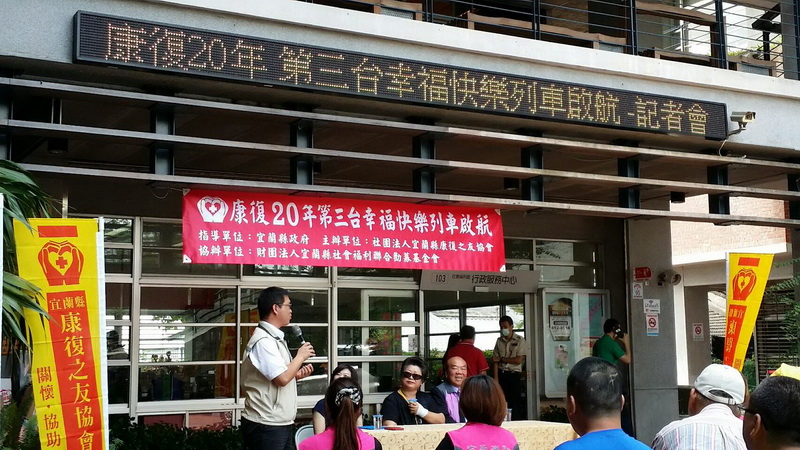 康復20年 第三台幸福快樂列車啟航 -記者會
康復20年第三台幸福快樂列車啟航
指導單位：宜蘭縣政府 主辦單位：社團法人宜蘭縣康復之友協會
協辦單位：財團法人宜蘭縣社會福利聯合勸募基金會
103
行政服務中心
宜蘭縣
康復之友協會
關懷·協助